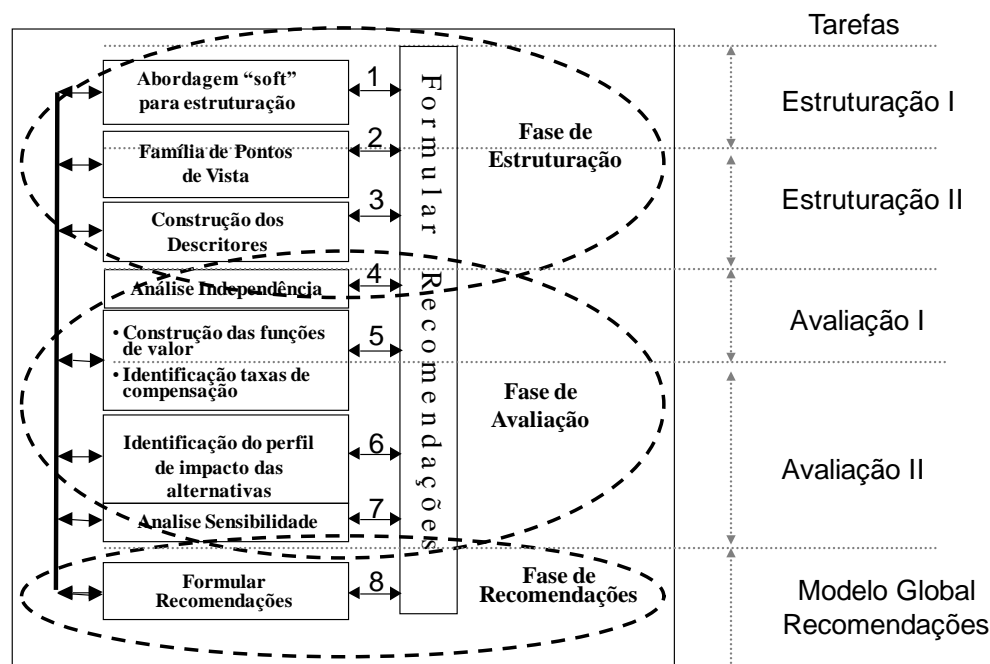 Tarefas
Abordagem “soft”
para estruturação
1
Família de Pontos
de Vista
2
Construção dos
Descritores
3
Análise Independência
4
• Construção das funções
de valor
• Identificação taxas de
compensação
5
Identificação do perfil
de impacto das
alternativas
6
Analise Sensibilidade
7
Formular
Recomendações
8
Formular Recomendações
Fase de
Estruturação
Fase de
Avaliação
Fase de
Recomendações
Estruturação I
Estruturação II
Avaliação I
Avaliação II
Modelo Global
Recomendações